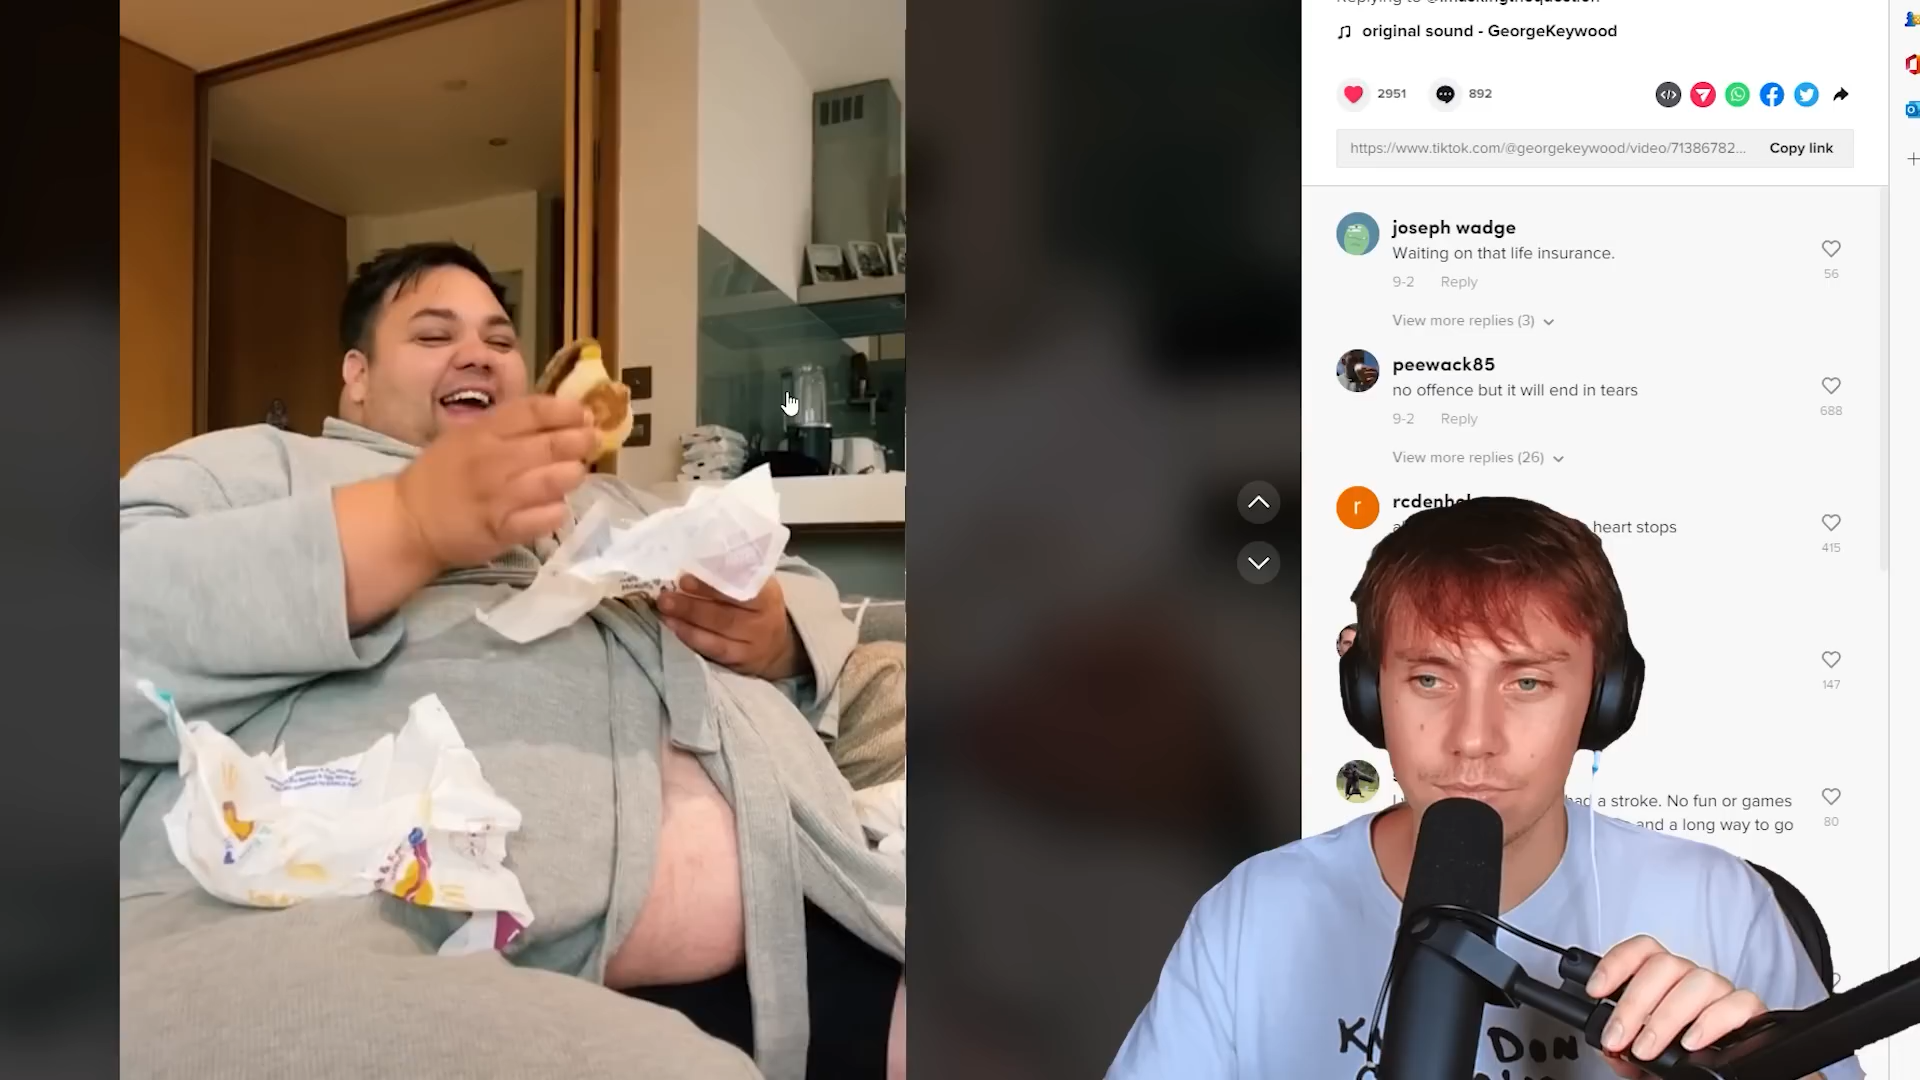 original sound - GeorgeKeywood
2951
892
https://www.tiktok.com/@georgekeywood/video/71386782...
Copy link
joseph wadge
Waiting on that life insurance.
56
9-2 Reply
View more replies (3)
peewack85
no offence but it will end in tears
688
9-2 Reply
View more replies (26)
r
heart stops
415
147
had a stroke. No fun or games
and a long way to go
80
DON